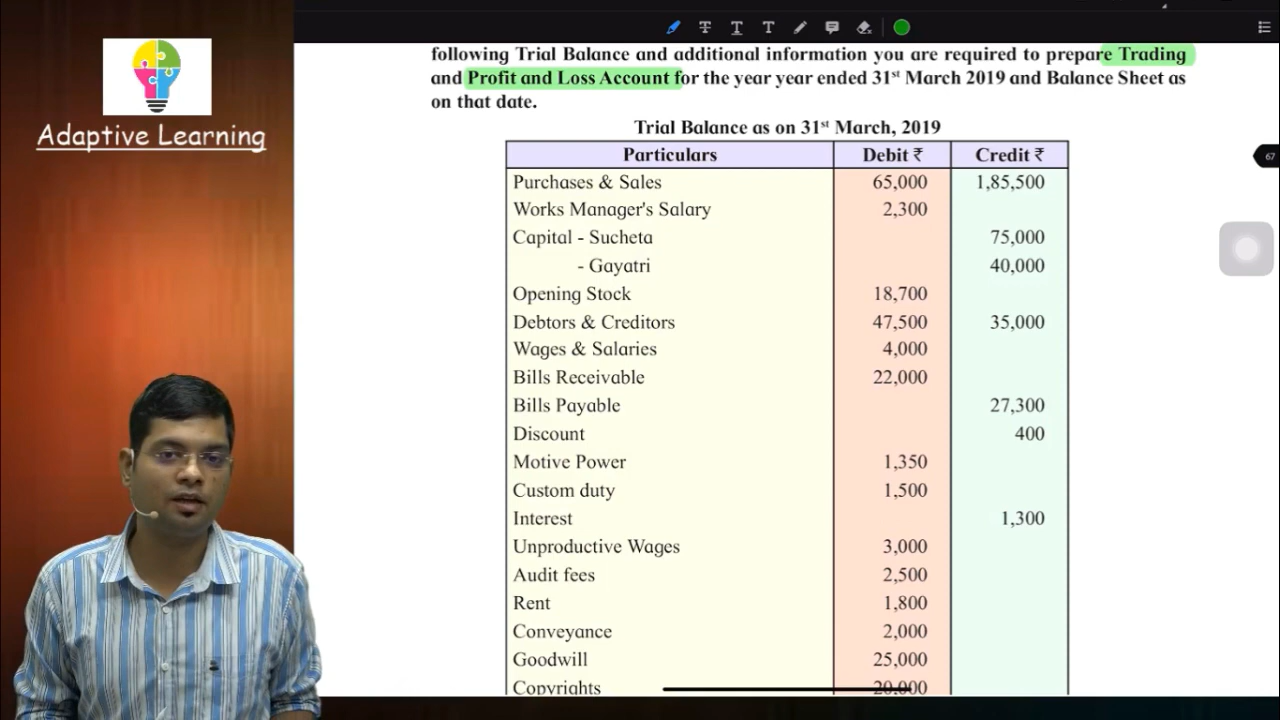 following Trial Balance and additional information you are required to prepare Trading
and Profit and Loss Account for the year year ended 31st March 2019 and Balance Sheet as
on that date.
Adaptive Learning
Trial Balance as on 31st March, 2019
Particulars Debit ₹ Credit ₹
Purchases & Sales 65,000 1,85,500
Works Manager's Salary 2,300
Capital - Sucheta 75,000
- Gayatri 40,000
Opening Stock 18,700
Debtors & Creditors 47,500 35,000
Wages & Salaries 4,000
Bills Receivable 22,000
Bills Payable 27,300
Discount 400
Motive Power 1,350
Custom duty 1,500
Interest 1,300
Unproductive Wages 3,000
Audit fees 2,500
Rent 1,800
Conveyance 2,000
Goodwill 25,000
Copyrights 20,000
67